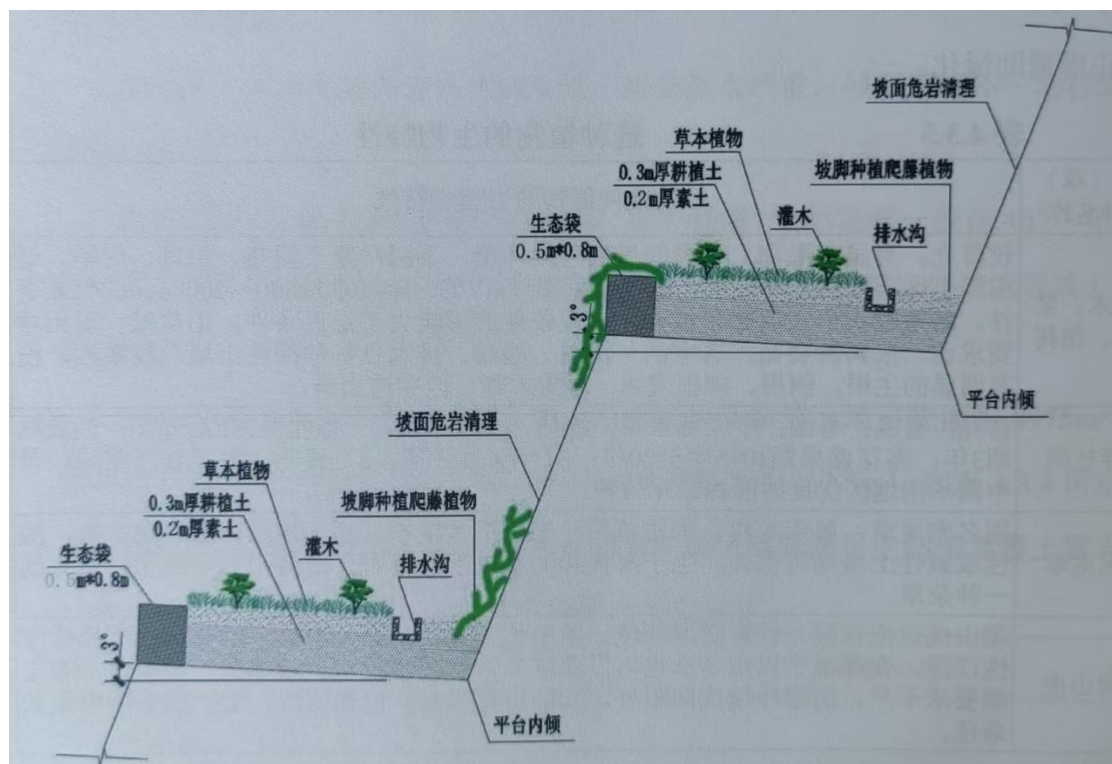 坡面危岩清理
草本植物
0.3m厚耕植土
0.2m厚素土
坡脚种植爬藤植物
生态袋
0.5m*0.8m
灌木
排水沟
3°
平台内倾
坡面危岩清理
草本植物
0.3m厚耕植土
0.2m厚素土
坡脚种植爬藤植物
生态袋
0.5m*0.8m
灌木
排水沟
3°
平台内倾